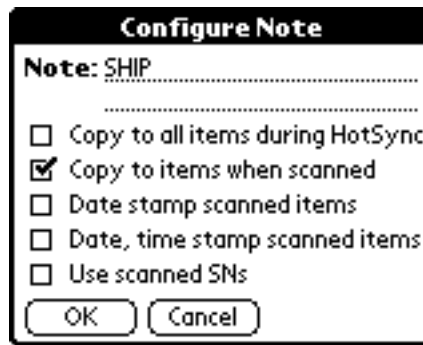 Configure Note
Note: SHIP
Copy to all items during HotSync
Copy to items when scanned
Date stamp scanned items
Date, time stamp scanned items
Use scanned SNs
OK Cancel